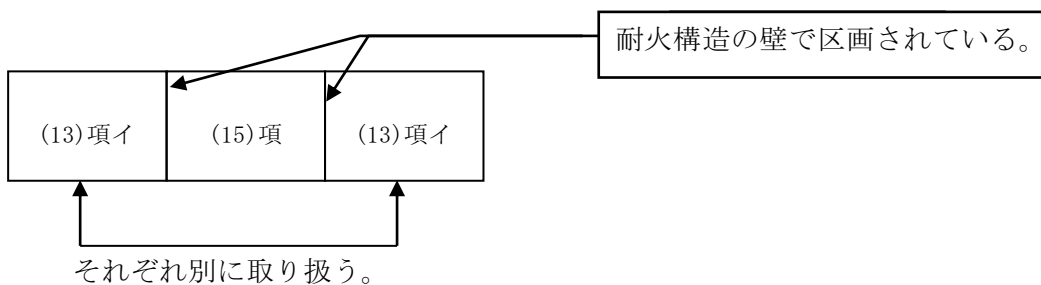 耐火構造の壁で区画されている。
(13)項イ
(15)項
(13)項イ
それぞれ別に取り扱う。